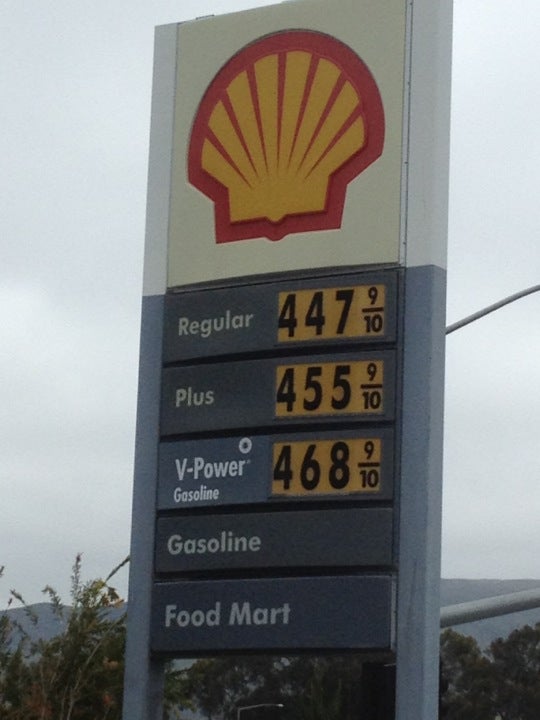 Regular 447 9/10
Plus 455 9/10
V-Power 468 9/10
Gasoline
Gasoline
Food Mart